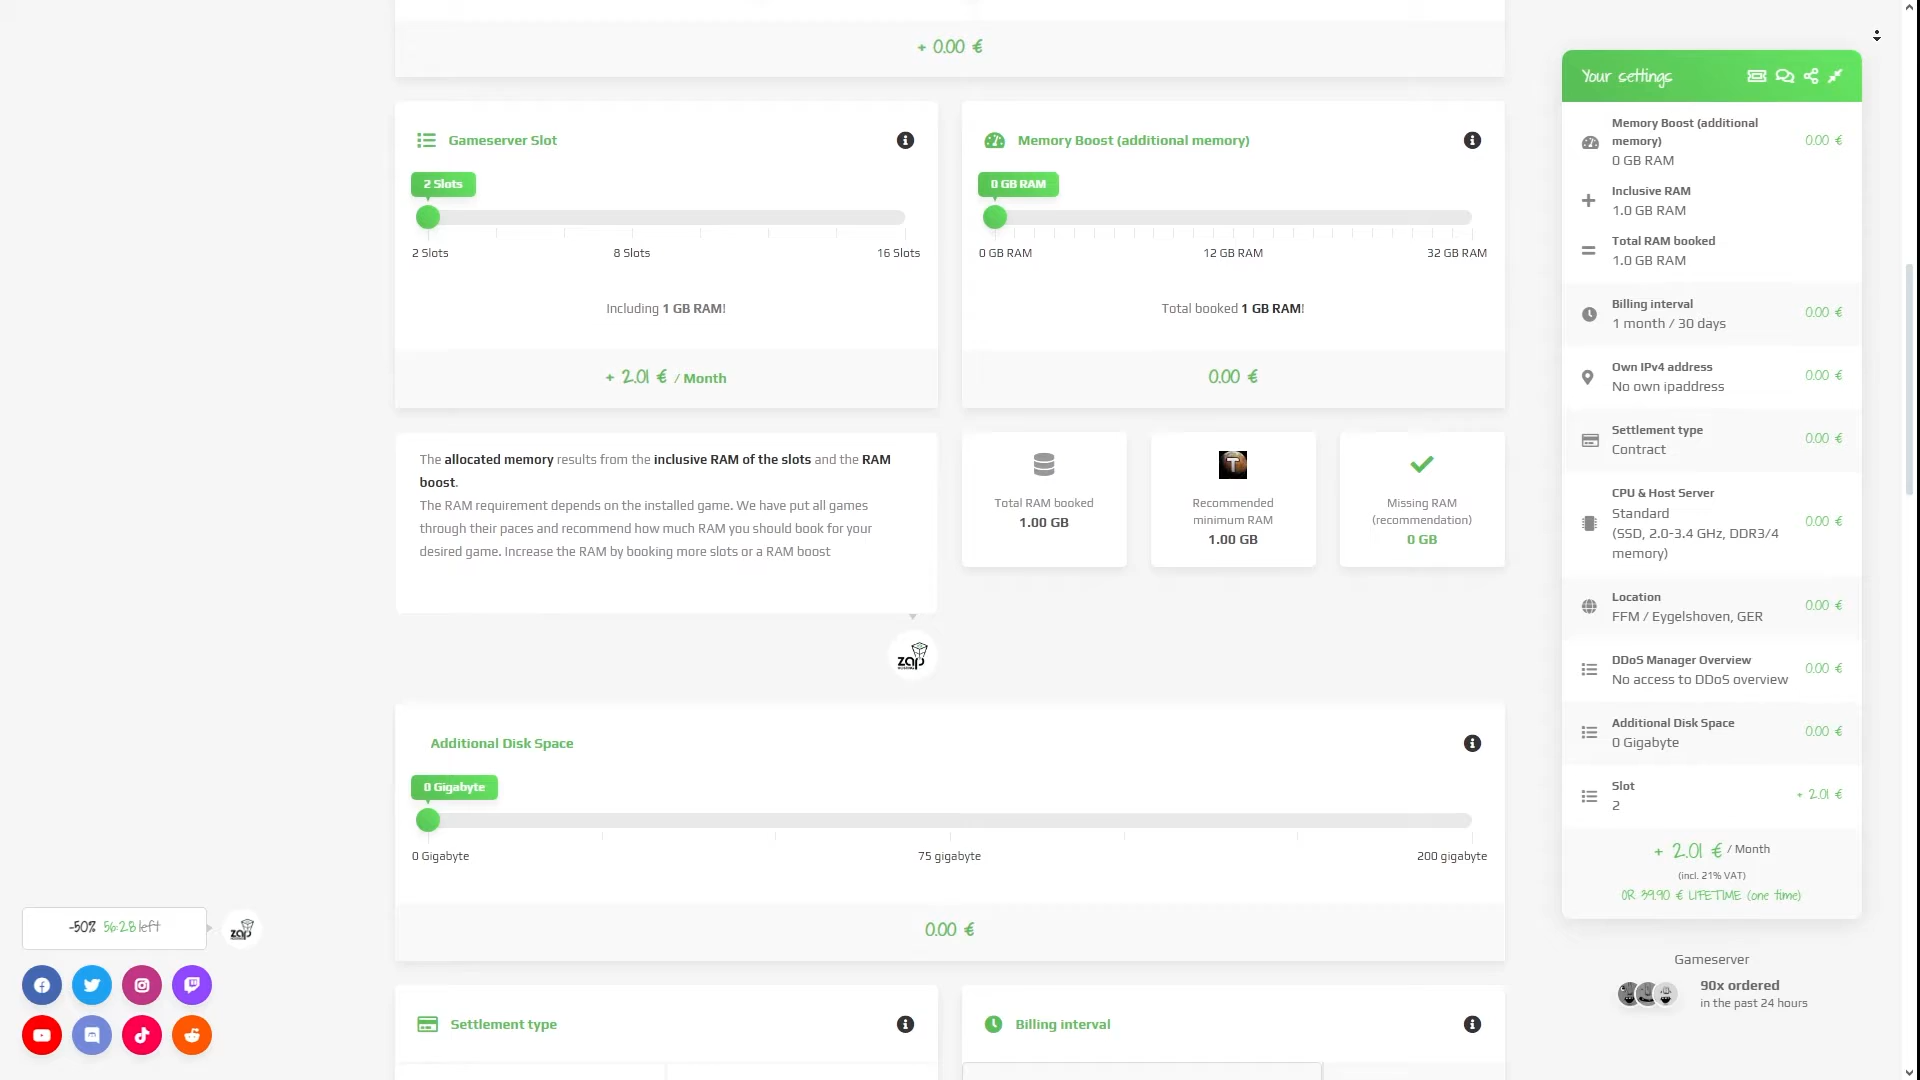 + 0.00 €
Gameserver Slot
2 Slots
2 Slots
8 Slots
16 Slots
Including 1 GB RAM!
+ 2.01 € / Month
Memory Boost (additional memory)
0 GB RAM
0 GB RAM
12 GB RAM
32 GB RAM
Total booked 1 GB RAM!
0.00 €
The allocated memory results from the inclusive RAM of the slots and the RAM
boost.
The RAM requirement depends on the installed game. We have put all games
through their paces and recommend how much RAM you should book for your
desired game. Increase the RAM by booking more slots or a RAM boost
zap
Total RAM booked
1.00 GB
T
Recommended
minimum RAM
1.00 GB
Missing RAM
(recommendation)
0 GB
Additional Disk Space
0 Gigabyte
0 Gigabyte
75 gigabyte
200 gigabyte
0.00 €
Settlement type
Billing interval
-50% 56:28 left
zap
Your settings
Memory Boost (additional
memory)
0 GB RAM
0.00 €
Inclusive RAM
1.0 GB RAM
Total RAM booked
1.0 GB RAM
Billing interval
1 month / 30 days
0.00 €
Own IPv4 address
No own ipaddress
0.00 €
Settlement type
Contract
0.00 €
CPU & Host Server
Standard
(SSD, 2.0-3.4 GHz, DDR3/4
memory)
0.00 €
Location
FFM / Eygelshoven, GER
0.00 €
DDoS Manager Overview
No access to DDoS overview
0.00 €
Additional Disk Space
0 Gigabyte
0.00 €
Slot
2
+ 2.01 €
+ 2.01 € / Month
(incl. 21% VAT)
OR 39.90 € LIFETIME (one time)
Gameserver
90x ordered
in the past 24 hours